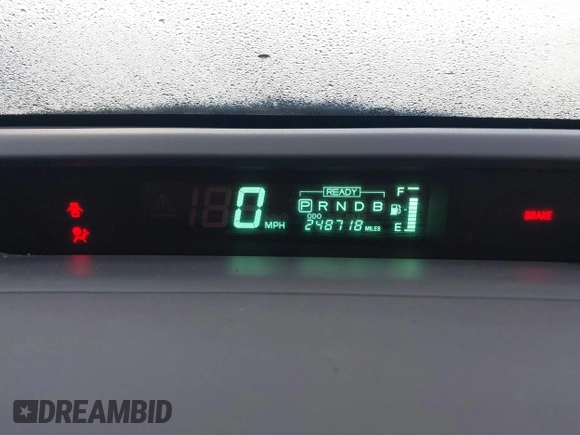 READY
F
0 MPH
P R N D B
ODO
248718 MILES
E
BRAKE
DREAMBID